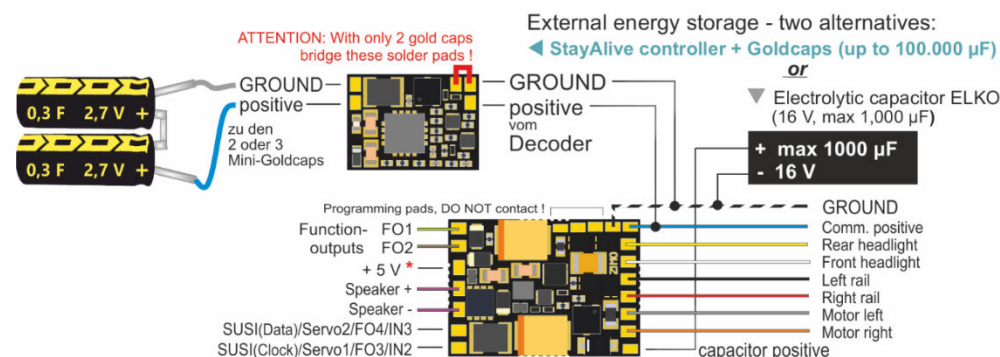 External energy storage - two alternatives:
◄ StayAlive controller + Goldcaps (up to 100.000 µF)
or
▼ Electrolytic capacitor ELKO
(16 V, max 1,000 µF)
ATTENTION: With only 2 gold caps
bridge these solder pads !
GROUND
positive
zu den
2 oder 3
Mini-Goldcaps
0,3 F 2,7 V +
0,3 F 2,7 V +
GROUND
positive
vom
Decoder
+ max 1000 µF
- 16 V
Programming pads, DO NOT contact !
Function- FO1
outputs FO2
+ 5 V *
Speaker +
Speaker -
SUSI(Data)/Servo2/FO4/IN3
SUSI(Clock)/Servo1/FO3/IN2
ZIMO
GROUND
Comm. positive
Rear headlight
Front headlight
Left rail
Right rail
Motor left
Motor right
capacitor positive